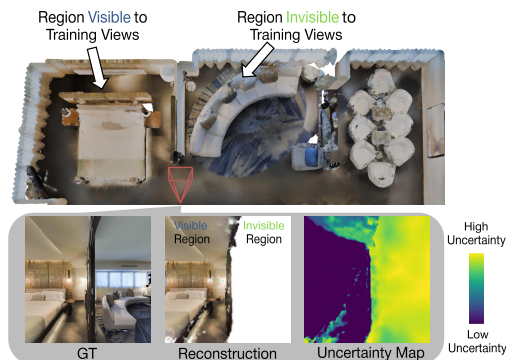 Region Visible to
Training Views
Region Invisible to
Training Views
Visible
Region
Invisible
Region
High
Uncertainty
Low
Uncertainty
GT
Reconstruction
Uncertainty Map